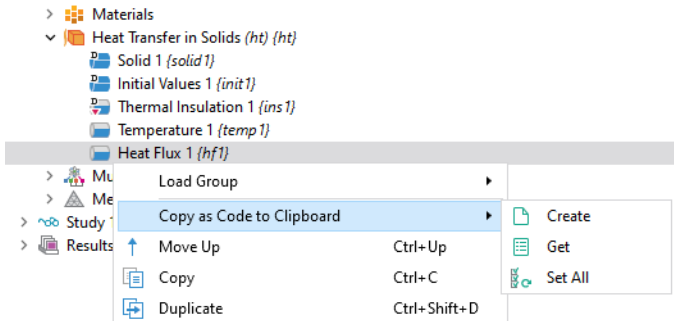 Materials
Heat Transfer in Solids (ht) {ht}
Solid 1 {solid1}
Initial Values 1 {init1}
Thermal Insulation 1 {ins1}
Temperature 1 {temp1}
Heat Flux 1 {hf1}
Mu
Load Group
Me
Study 1
Copy as Code to Clipboard
Create
Results
Move Up Ctrl+Up
Get
Copy Ctrl+C
Set All
Duplicate Ctrl+Shift+D